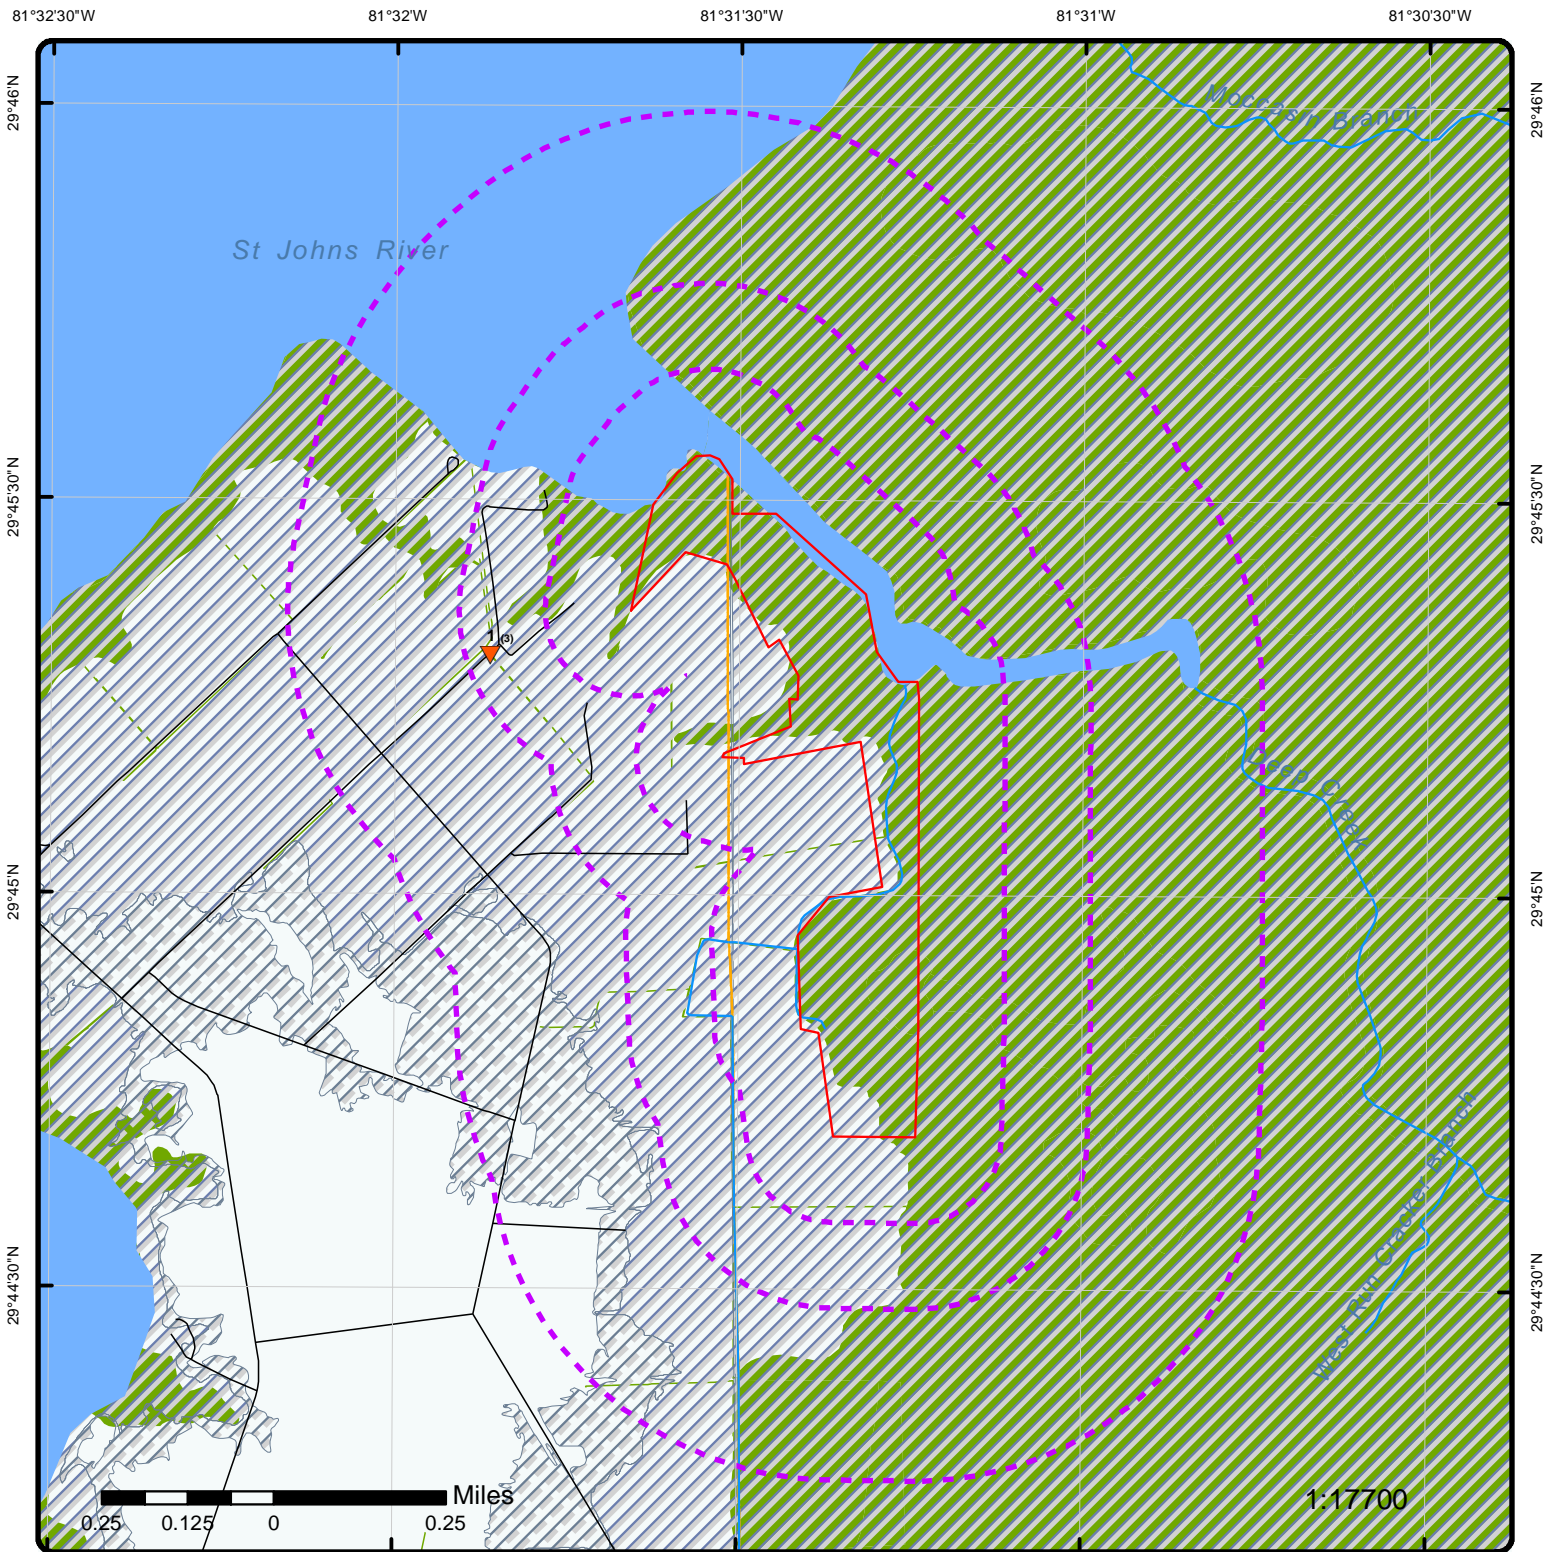 81°32'30"W 81°32'W 81°31'30"W 81°31'W 81°30'30"W
29°46'N 29°46'N
Moccasin Branch
St Johns River
29°45'30"N 29°45'30"N
1 (3)
Deep Creek
29°45'N 29°45'N
West Run Cracker Branch
29°44'30"N 29°44'30"N
Miles
1:17700
0.25 0.125 0 0.25